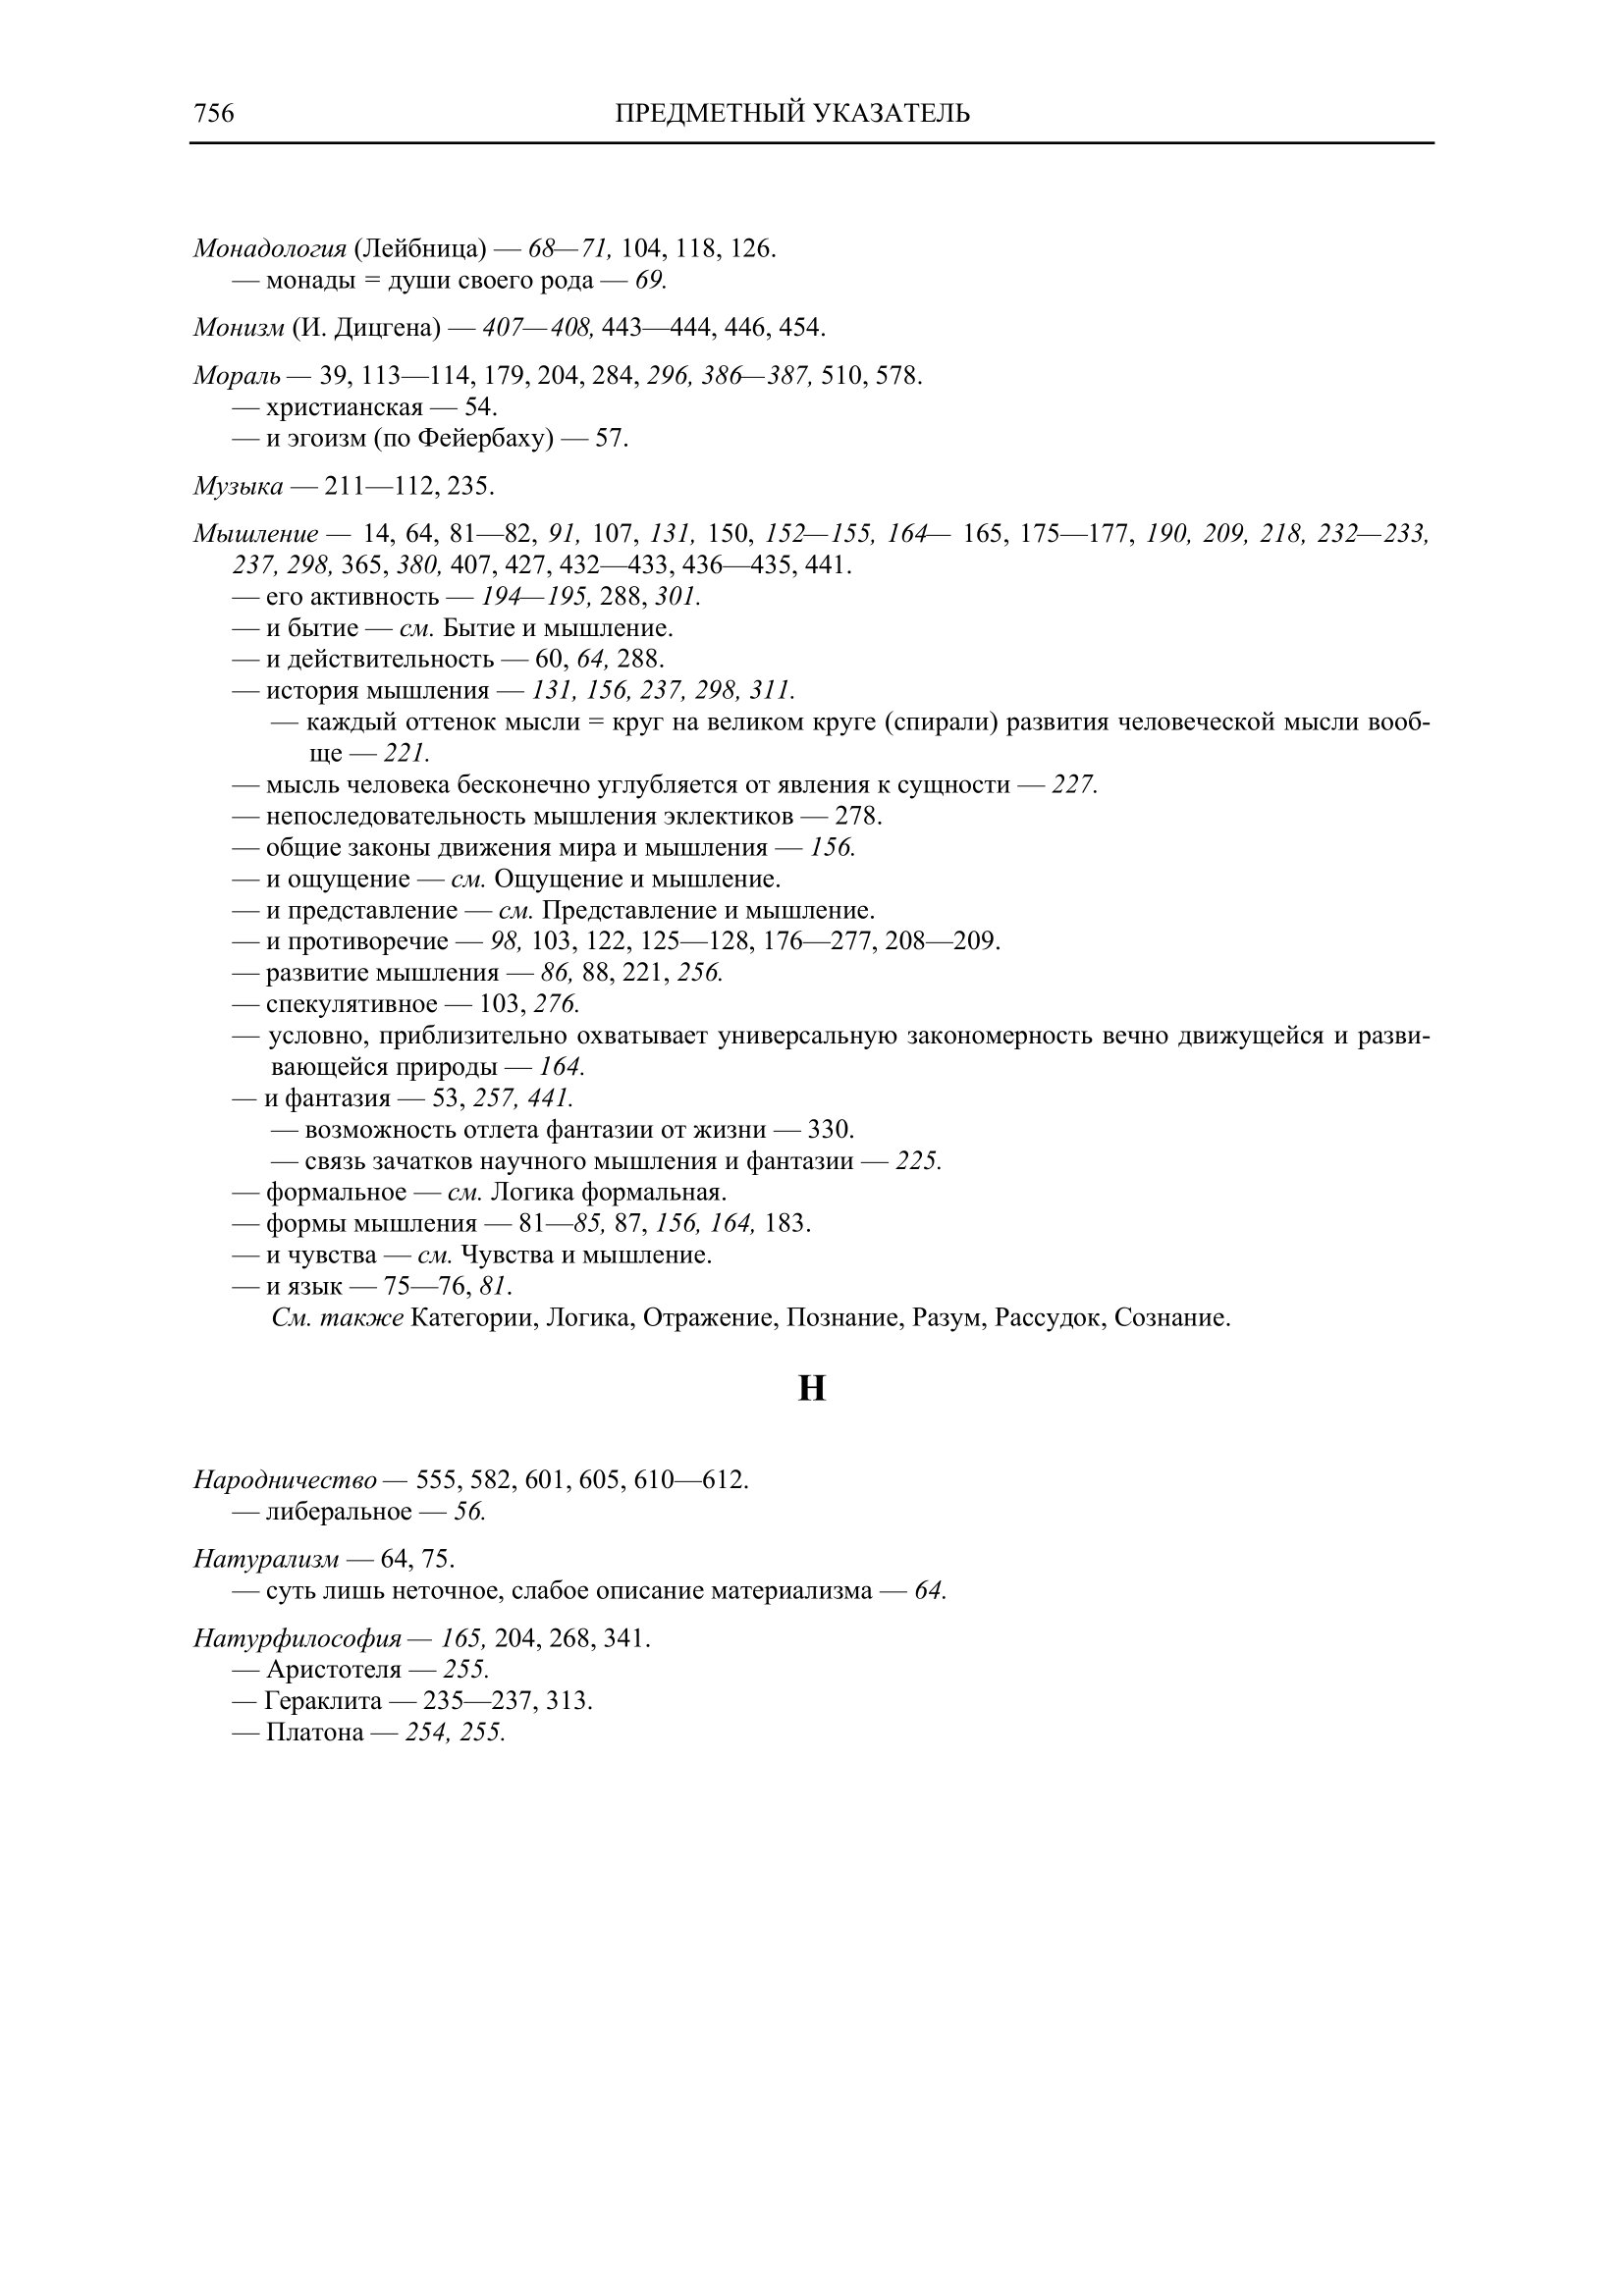 756 ПРЕДМЕТНЫЙ УКАЗАТЕЛЬ
Монадология (Лейбница) — 68—71, 104, 118, 126.
— монады = души своего рода — 69.
Монизм (И. Дицгена) — 407—408, 443—444, 446, 454.
Мораль — 39, 113—114, 179, 204, 284, 296, 386—387, 510, 578.
— христианская — 54.
— и эгоизм (по Фейербаху) — 57.
Музыка — 211—112, 235.
Мышление — 14, 64, 81—82, 91, 107, 131, 150, 152—155, 164— 165, 175—177, 190, 209, 218, 232—233,
237, 298, 365, 380, 407, 427, 432—433, 436—435, 441.
— его активность — 194—195, 288, 301.
— и бытие — см. Бытие и мышление.
— и действительность — 60, 64, 288.
— история мышления — 131, 156, 237, 298, 311.
— каждый оттенок мысли = круг на великом круге (спирали) развития человеческой мысли вооб-
ще — 221.
— мысль человека бесконечно углубляется от явления к сущности — 227.
— непоследовательность мышления эклектиков — 278.
— общие законы движения мира и мышления — 156.
— и ощущение — см. Ощущение и мышление.
— и представление — см. Представление и мышление.
— и противоречие — 98, 103, 122, 125—128, 176—277, 208—209.
— развитие мышления — 86, 88, 221, 256.
— спекулятивное — 103, 276.
— условно, приблизительно охватывает универсальную закономерность вечно движущейся и разви-
вающейся природы — 164.
— и фантазия — 53, 257, 441.
— возможность отлета фантазии от жизни — 330.
— связь зачатков научного мышления и фантазии — 225.
— формальное — см. Логика формальная.
— формы мышления — 81—85, 87, 156, 164, 183.
— и чувства — см. Чувства и мышление.
— и язык — 75—76, 81.
См. также Категории, Логика, Отражение, Познание, Разум, Рассудок, Сознание.
Н
Народничество — 555, 582, 601, 605, 610—612.
— либеральное — 56.
Натурализм — 64, 75.
— суть лишь неточное, слабое описание материализма — 64.
Натурфилософия — 165, 204, 268, 341.
— Аристотеля — 255.
— Гераклита — 235—237, 313.
— Платона — 254, 255.